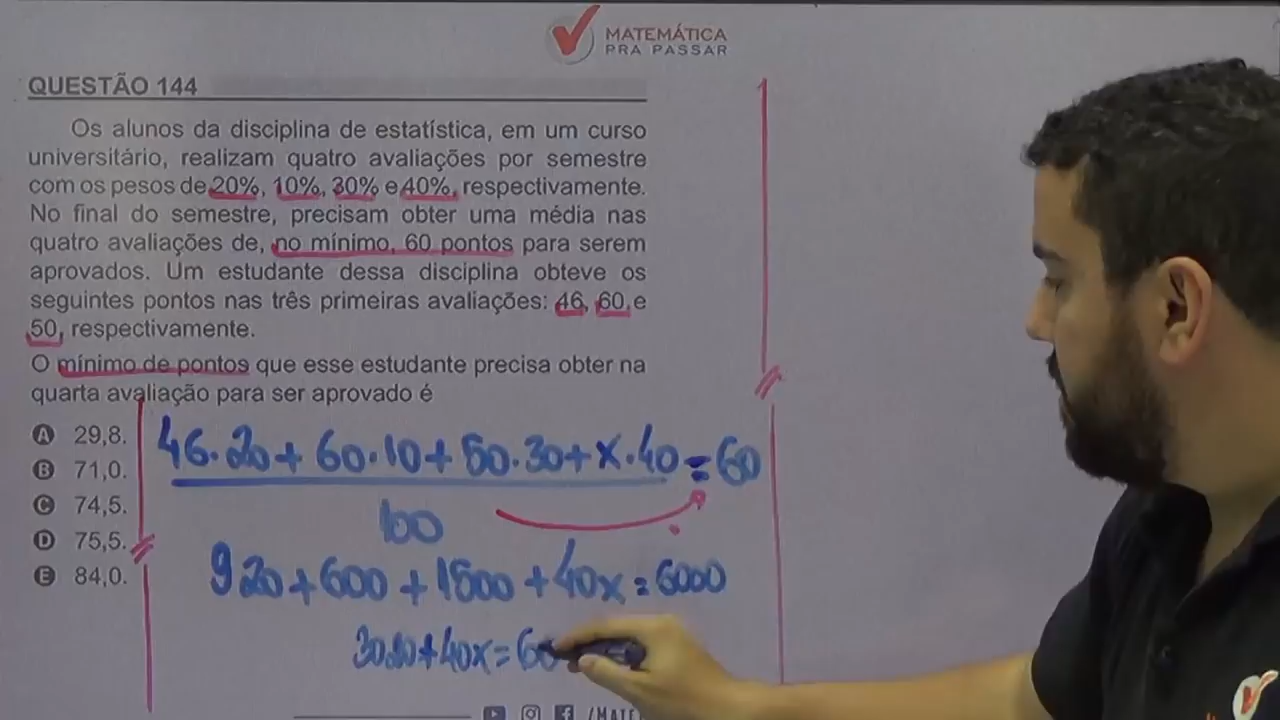 MATEMÁTICA
PRA PASSAR
QUESTÃO 144
Os alunos da disciplina de estatística, em um curso
universitário, realizam quatro avaliações por semestre
com os pesos de 20%, 10%, 30% e 40%, respectivamente.
No final do semestre, precisam obter uma média nas
quatro avaliações de, no mínimo, 60 pontos para serem
aprovados. Um estudante dessa disciplina obteve os
seguintes pontos nas três primeiras avaliações: 46, 60 e
50, respectivamente.
O mínimo de pontos que esse estudante precisa obter na
quarta avaliação para ser aprovado é
A 29,8.
B 71,0.
C 74,5.
D 75,5.
E 84,0.
46·20+60·10+50·30+x·40=60
100
920+600+1500+40x=6000
3020+40x=60
/MATE